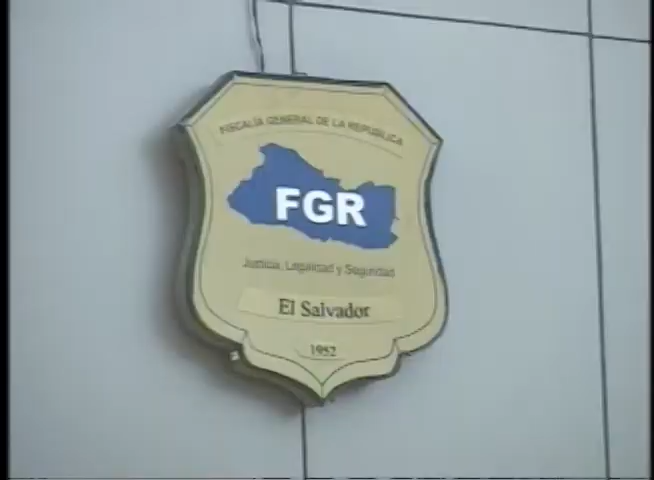 FISCALÍA GENERAL DE LA REPÚBLICA
FGR
Justicia, Legalidad y Seguridad
El Salvador
1952